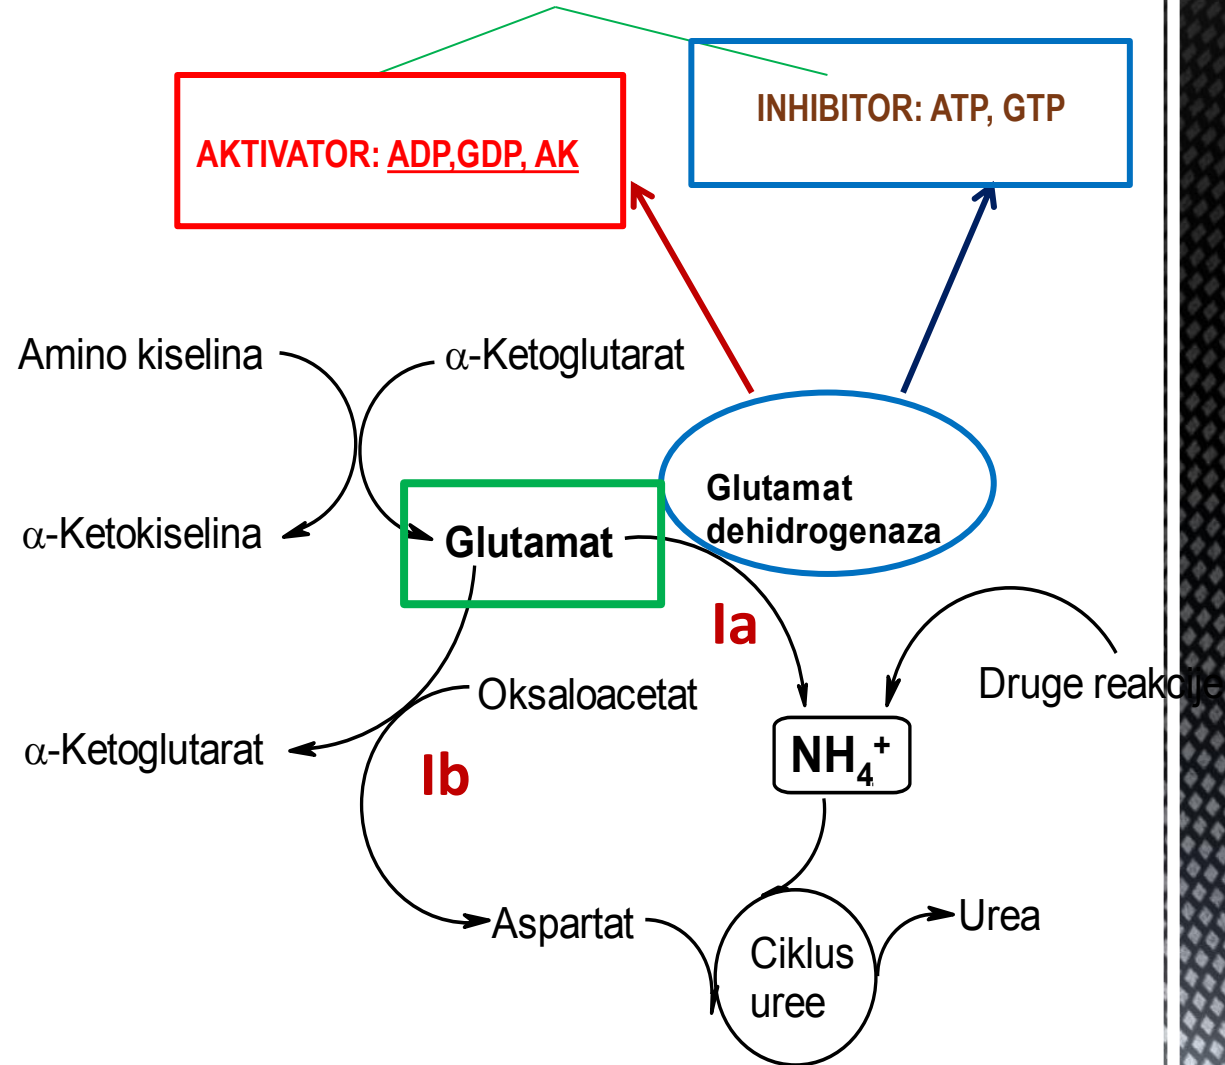 INHIBITOR: ATP, GTP
AKTIVATOR: ADP,GDP, AK
Amino kiselina
α-Ketoglutarat
Glutamat
dehidrogenaza
α-Ketokiselina
Glutamat
Ia
Oksaloacetat
Druge reakcije
α-Ketoglutarat
Ib
NH₄⁺
Aspartat
Urea
Ciklus
uree